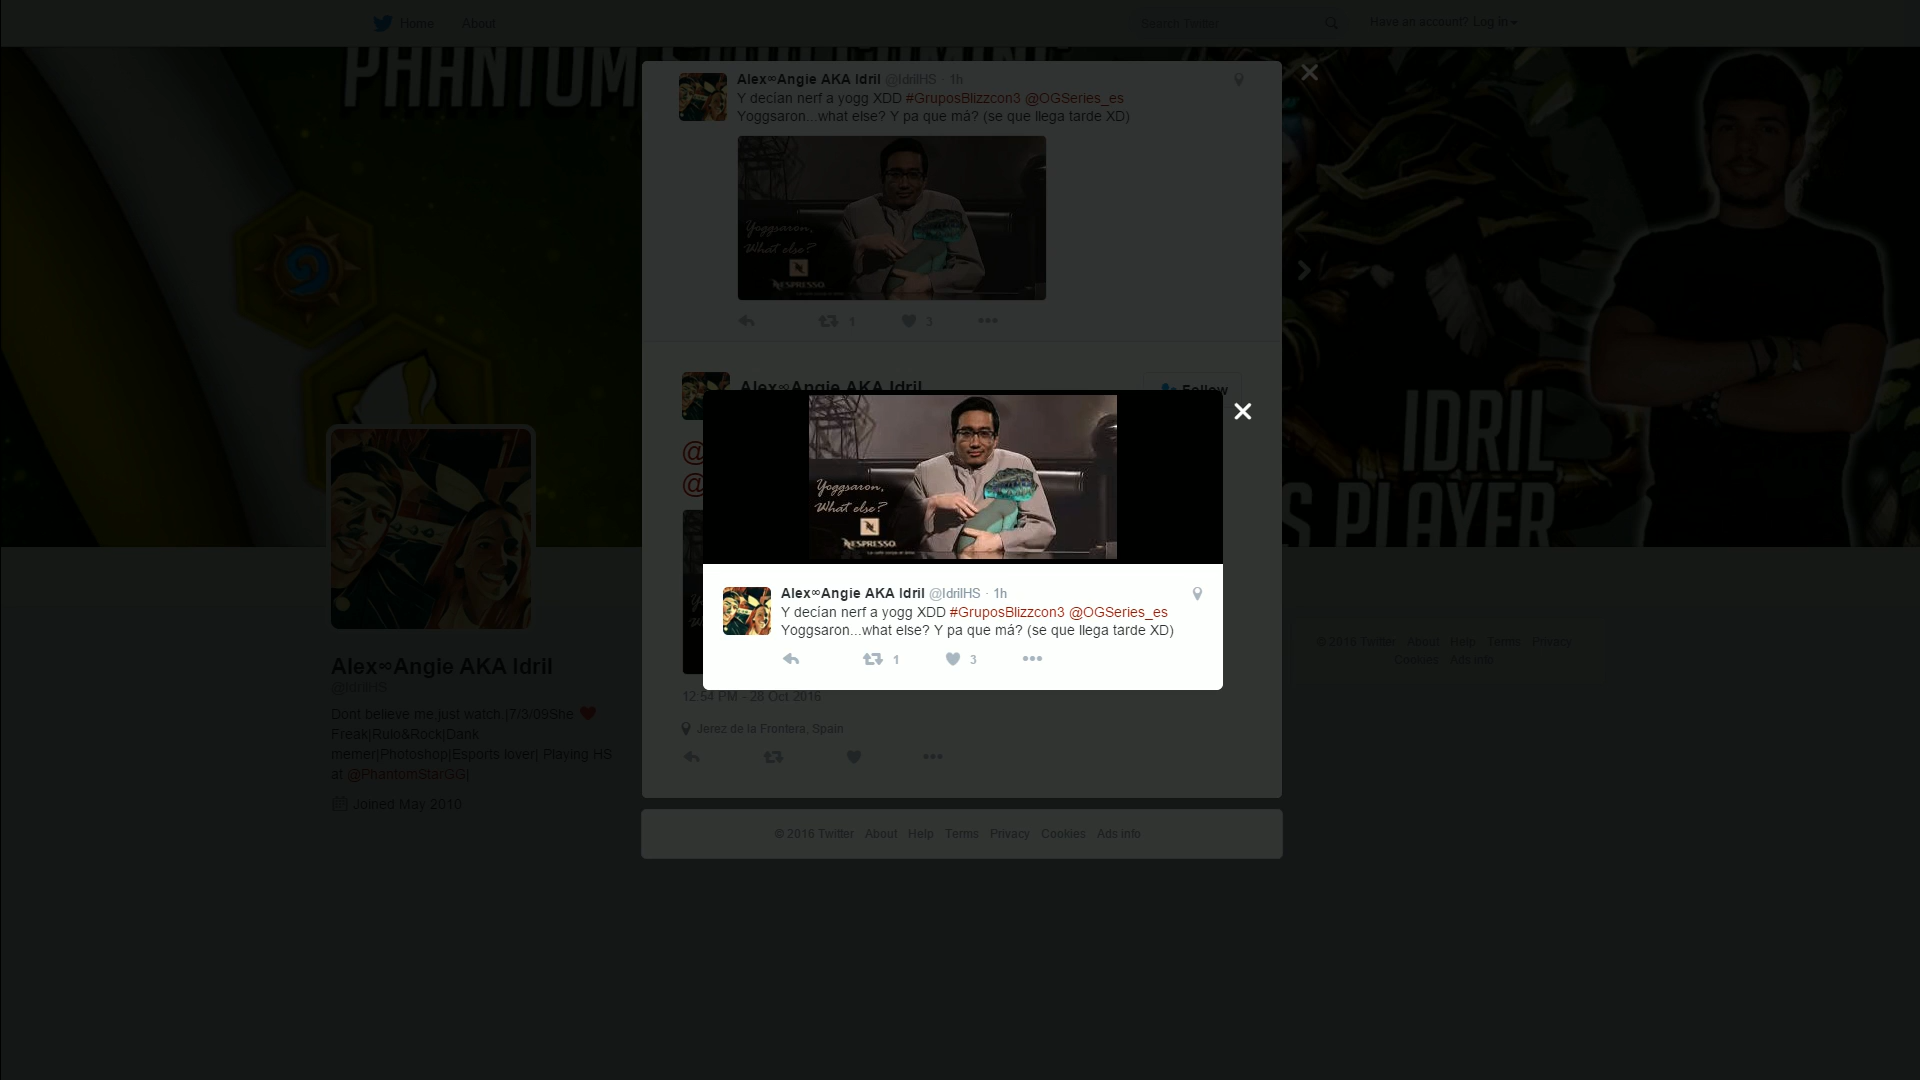 Home About Search Twitter Have an account? Log in
Alex∞Angie AKA Idril @IdrilHS · 1h
Y decían nerf a yogg XDD #GruposBlizzcon3 @OGSeries_es
Yoggsaron...what else? Y pa que má? (se que llega tarde XD)
Yoggsaron,
What else?
NESPRESSO.
1 3
Alex∞Angie AKA Idril Follow
@
@
Yoggsaron,
What else?
NESPRESSO.
Alex∞Angie AKA Idril @IdrilHS · 1h
Y decían nerf a yogg XDD #GruposBlizzcon3 @OGSeries_es
Yoggsaron...what else? Y pa que má? (se que llega tarde XD)
1 3
12:54 PM - 28 Oct 2016
Jerez de la Frontera, Spain
© 2016 Twitter About Help Terms Privacy Cookies Ads info
PHANTOM
IDRIL
PLAYER
Alex∞Angie AKA Idril
@IdrilHS
Dont believe me,just watch.|7/3/09She ❤
Freak|Rulo&Rock|Dank
memer|Photoshop|Esports lover| Playing HS
at @PhantomStarGG|
Joined May 2010
© 2016 Twitter About Help Terms Privacy
Cookies Ads info